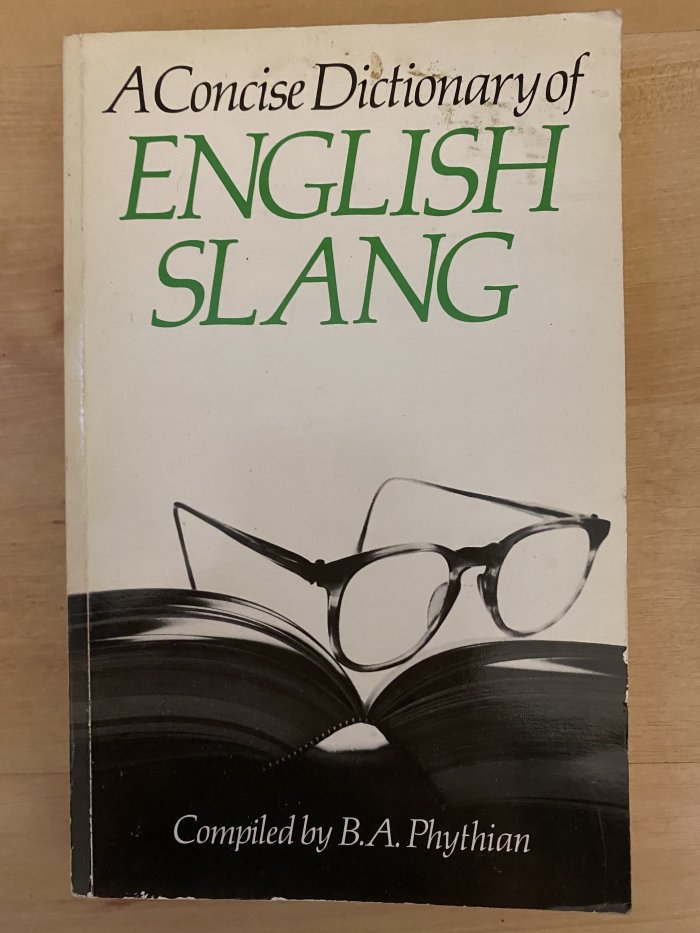 A Concise Dictionary of
ENGLISH
SLANG
Compiled by B.A. Phythian